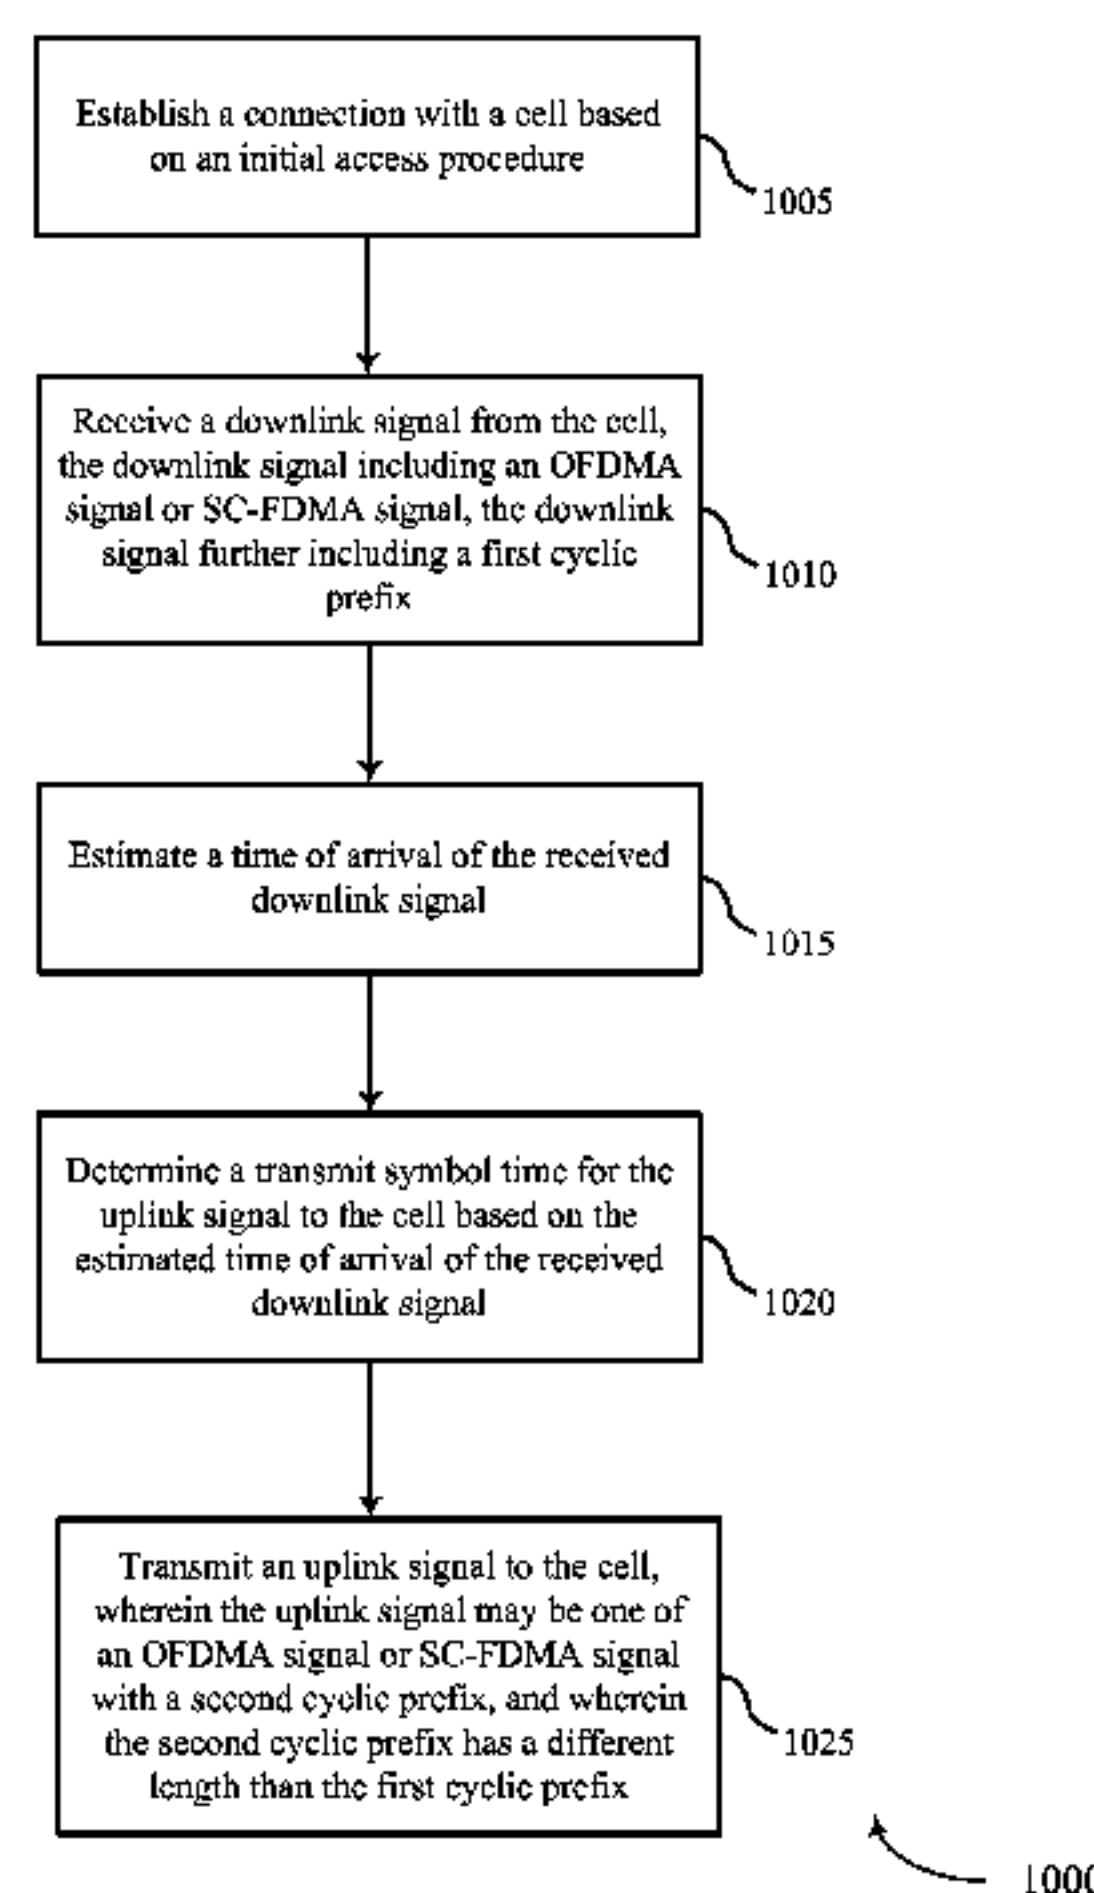 Establish a connection with a cell based
on an initial access procedure
1005
Receive a downlink signal from the cell,
the downlink signal including an OFDMA
signal or SC-FDMA signal, the downlink
signal further including a first cyclic
prefix
1010
Estimate a time of arrival of the received
downlink signal
1015
Determine a transmit symbol time for the
uplink signal to the cell based on the
estimated time of arrival of the received
downlink signal
1020
Transmit an uplink signal to the cell,
wherein the uplink signal may be one of
an OFDMA signal or SC-FDMA signal
with a second cyclic prefix, and wherein
the second cyclic prefix has a different
length than the first cyclic prefix
1025
1000